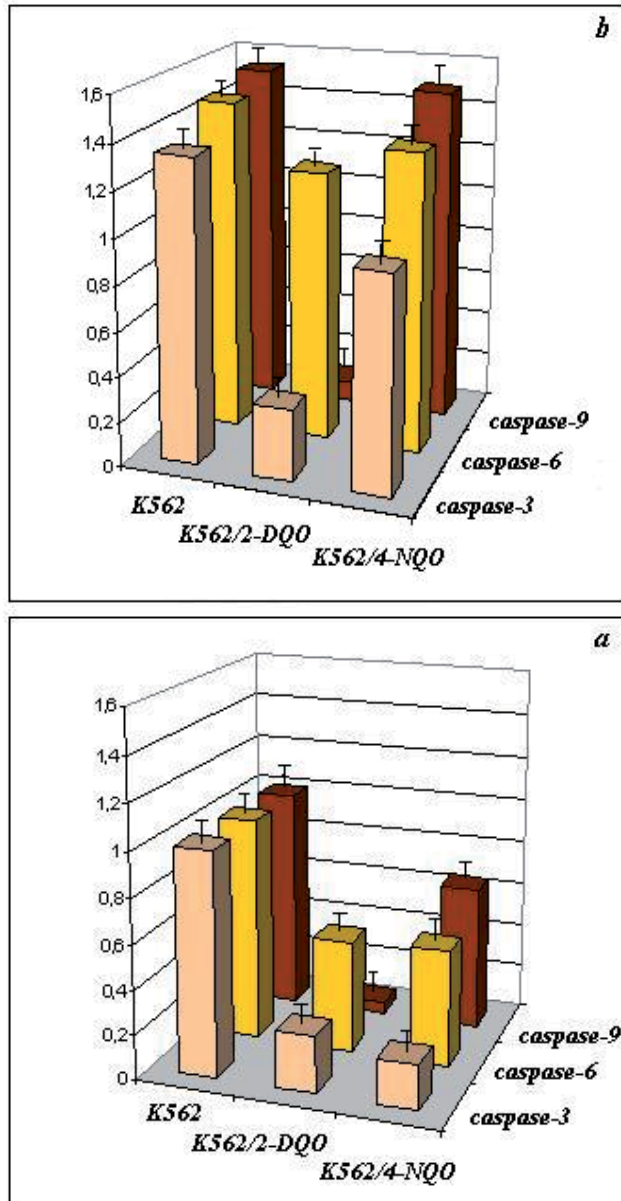 b
1,6
1,4
1,2
1
0,8
0,6
0,4
0,2
0
K562
K562/2-DQO
K562/4-NQO
caspase-9
caspase-6
caspase-3
a
1,6
1,4
1,2
1
0,8
0,6
0,4
0,2
0
K562
K562/2-DQO
K562/4-NQO
caspase-9
caspase-6
caspase-3